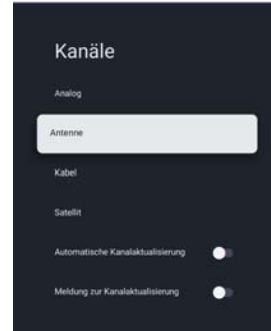 Kanäle
Analog
Antenne
Kabel
Satellit
Automatische Kanalaktualisierung
Meldung zur Kanalaktualisierung